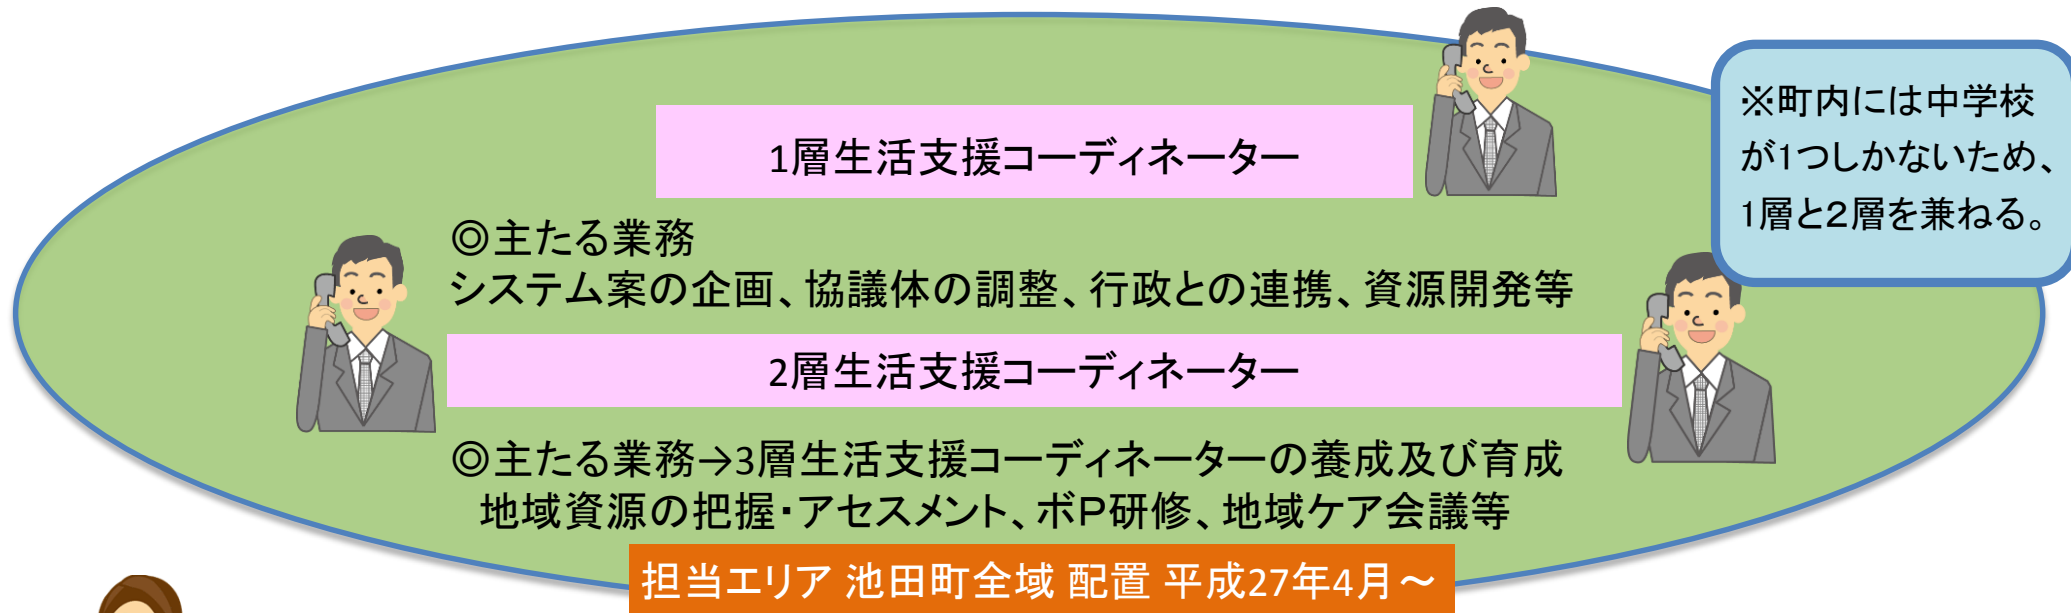 1層生活支援コーディネーター
※町内には中学校
が1つしかないため、
1層と2層を兼ねる。
◎主たる業務
システム案の企画、協議体の調整、行政との連携、資源開発等
2層生活支援コーディネーター
◎主たる業務→3層生活支援コーディネーターの養成及び育成
地域資源の把握・アセスメント、ボP研修、地域ケア会議等
担当エリア 池田町全域 配置 平成27年4月～